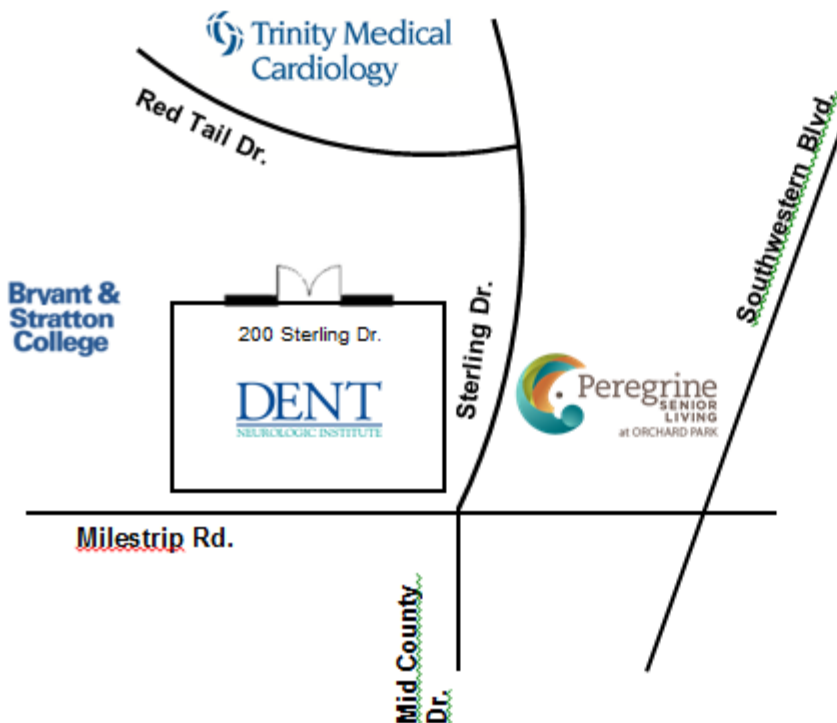 Trinity Medical
Cardiology
Red Tail Dr.
Southwestern Blvd.
Bryant &
Stratton
College
200 Sterling Dr.
DENT
NEUROLOGIC INSTITUTE
Sterling Dr.
Peregrine
SENIOR
LIVING
at ORCHARD PARK
Milestrip Rd.
Mid County
Dr.